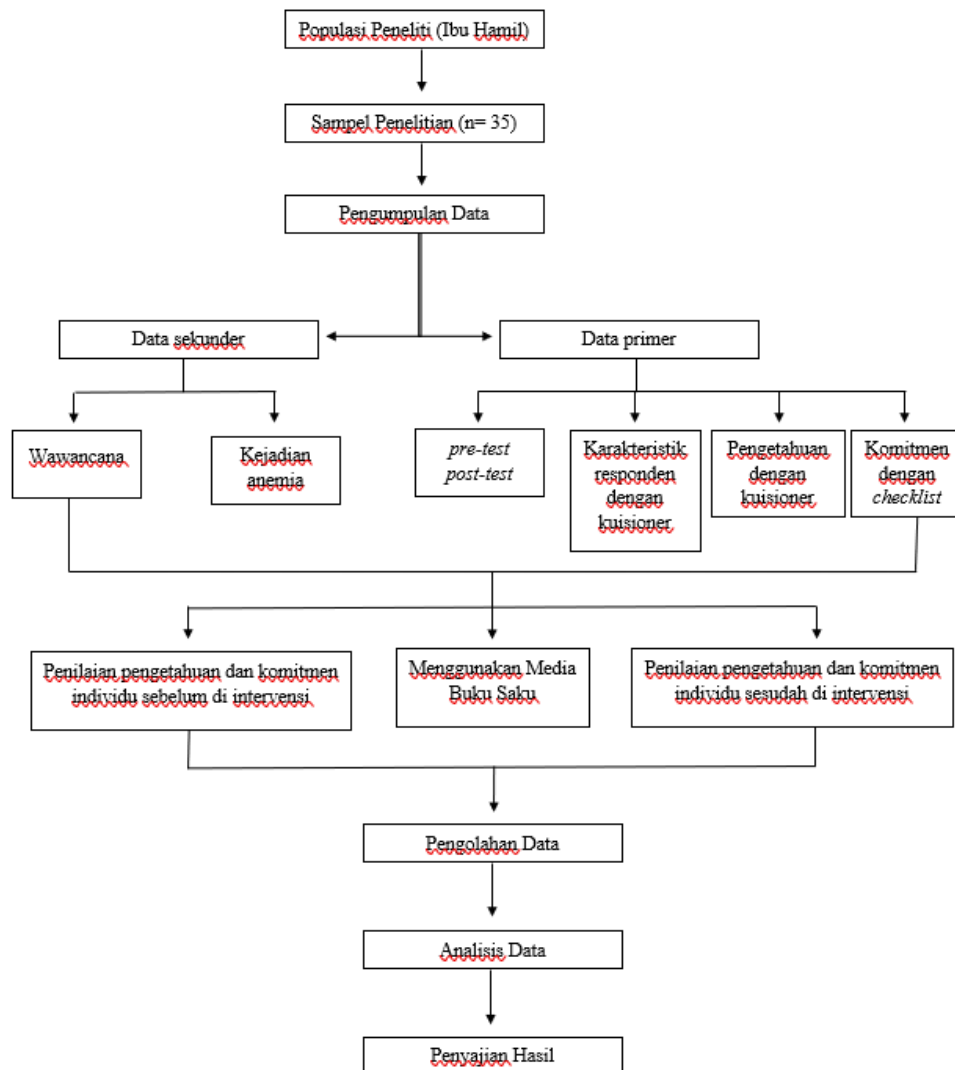 Populasi Peneliti (Ibu Hamil)
Sampel Penelitian (n= 35)
Pengumpulan Data
Data sekunder
Data primer
Wawancana
Kejadian
anemia
pre-test
post-test
Karakteristik
responden
dengan
kuisioner
Pengetahuan
dengan
kuisioner
Komitmen
dengan
checklist
Penilaian pengetahuan dan komitmen
individu sebelum di intervensi
Menggunakan Media
Buku Saku
Penilaian pengetahuan dan komitmen
individu sesudah di intervensi
Pengolahan Data
Analisis Data
Penyajian Hasil